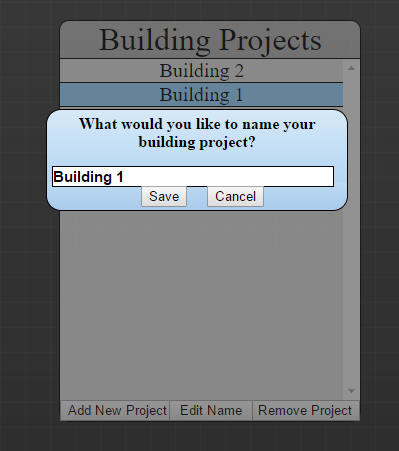 Building Projects
Building 2
Building 1
What would you like to name your
building project?
Building 1
Save Cancel
Add New Project Edit Name Remove Project